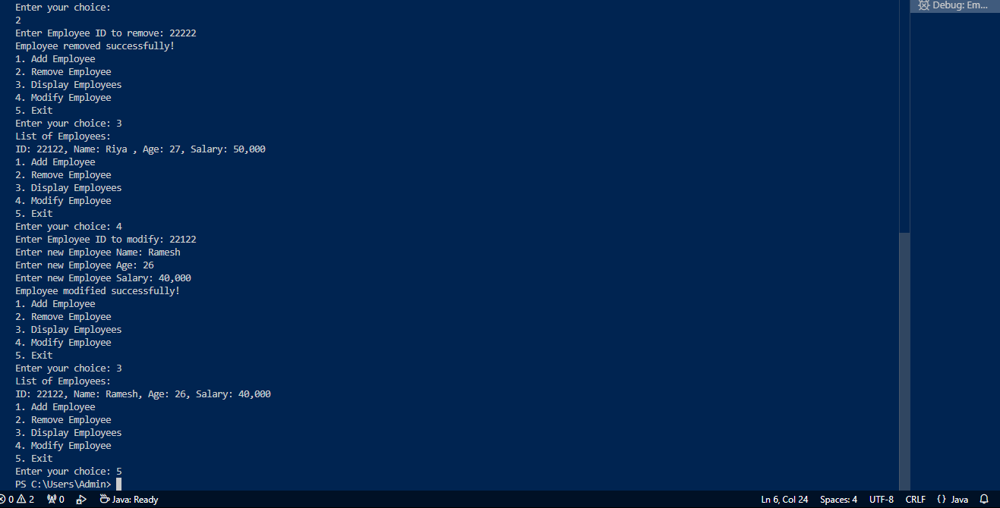 Enter your choice:
Debug: Em...
2
Enter Employee ID to remove: 22222
Employee removed successfully!
1. Add Employee
2. Remove Employee
3. Display Employees
4. Modify Employee
5. Exit
Enter your choice: 3
List of Employees:
ID: 22122, Name: Riya , Age: 27, Salary: 50,000
1. Add Employee
2. Remove Employee
3. Display Employees
4. Modify Employee
5. Exit
Enter your choice: 4
Enter Employee ID to modify: 22122
Enter new Employee Name: Ramesh
Enter new Employee Age: 26
Enter new Employee Salary: 40,000
Employee modified successfully!
1. Add Employee
2. Remove Employee
3. Display Employees
4. Modify Employee
5. Exit
Enter your choice: 3
List of Employees:
ID: 22122, Name: Ramesh, Age: 26, Salary: 40,000
1. Add Employee
2. Remove Employee
3. Display Employees
4. Modify Employee
5. Exit
Enter your choice: 5
PS C:\Users\Admin>
0 2 0 Java: Ready Ln 6, Col 24 Spaces: 4 UTF-8 CRLF {} Java